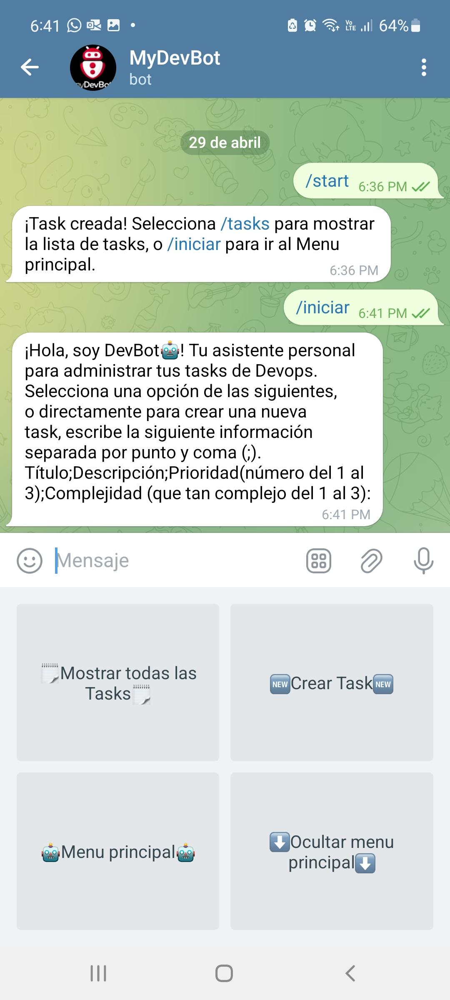 6:41
Vo
LTE
64%
myDevBot
MyDevBot
bot
29 de abril
/start 6:36 PM
¡Task creada! Selecciona /tasks para mostrar
la lista de tasks, o /iniciar para ir al Menu
principal.
6:36 PM
/iniciar 6:41 PM
¡Hola, soy DevBot🤖! Tu asistente personal
para administrar tus tasks de Devops.
Selecciona una opción de las siguientes,
o directamente para crear una nueva
task, escribe la siguiente información
separada por punto y coma (;).
Título;Descripción;Prioridad(número del 1 al
3);Complejidad (que tan complejo del 1 al 3):
6:41 PM
Mensaje
🗒️Mostrar todas las
Tasks🗒️
🆕Crear Task🆕
🤖Menu principal🤖
⬇️Ocultar menu
principal⬇️